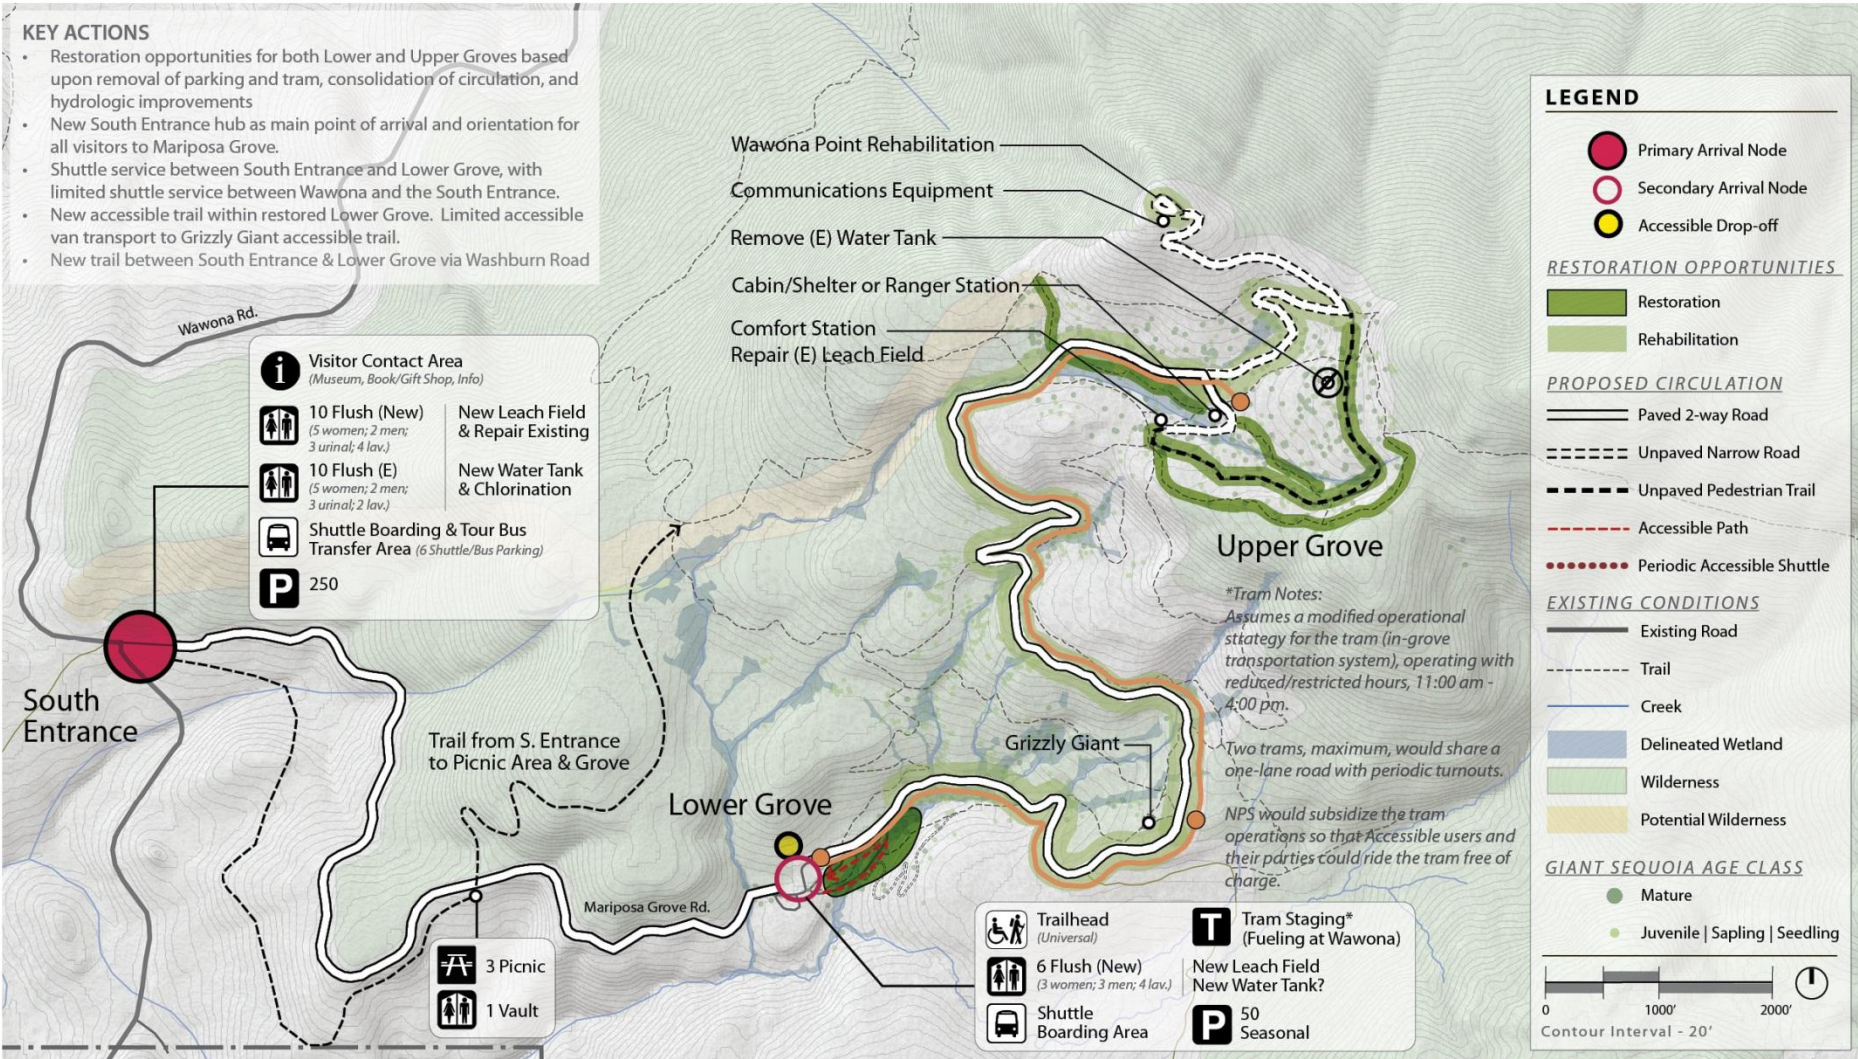 KEY ACTIONS
• Restoration opportunities for both Lower and Upper Groves based
upon removal of parking and tram, consolidation of circulation, and
hydrologic improvements
• New South Entrance hub as main point of arrival and orientation for
all visitors to Mariposa Grove.
• Shuttle service between South Entrance and Lower Grove, with
limited shuttle service between Wawona and the South Entrance.
• New accessible trail within restored Lower Grove. Limited accessible
van transport to Grizzly Giant accessible trail.
• New trail between South Entrance & Lower Grove via Washburn Road
Wawona Rd.
i
Visitor Contact Area
(Museum, Book/Gift Shop, Info)
10 Flush (New)
(5 women; 2 men;
3 urinal; 4 lav.)
New Leach Field
& Repair Existing
10 Flush (E)
(5 women; 2 men;
3 urinal; 2 lav.)
New Water Tank
& Chlorination
Shuttle Boarding & Tour Bus
Transfer Area (6 Shuttle/Bus Parking)
P 250
South
Entrance
Wawona Point Rehabilitation
Communications Equipment
Remove (E) Water Tank
Cabin/Shelter or Ranger Station
Comfort Station
Repair (E) Leach Field
Upper Grove
*Tram Notes:
Assumes a modified operational
strategy for the tram (in-grove
transportation system), operating with
reduced/restricted hours, 11:00 am -
4:00 pm.
Two trams, maximum, would share a
one-lane road with periodic turnouts.
NPS would subsidize the tram
operations so that Accessible users and
their parties could ride the tram free of
charge.
Trail from S. Entrance
to Picnic Area & Grove
Grizzly Giant
Lower Grove
Mariposa Grove Rd.
3 Picnic
1 Vault
Trailhead
(Universal)
T Tram Staging*
(Fueling at Wawona)
6 Flush (New)
(3 women; 3 men; 4 lav.)
New Leach Field
New Water Tank?
Shuttle
Boarding Area
P 50
Seasonal
LEGEND
Primary Arrival Node
Secondary Arrival Node
Accessible Drop-off
RESTORATION OPPORTUNITIES
Restoration
Rehabilitation
PROPOSED CIRCULATION
Paved 2-way Road
Unpaved Narrow Road
Unpaved Pedestrian Trail
Accessible Path
Periodic Accessible Shuttle
EXISTING CONDITIONS
Existing Road
Trail
Creek
Delineated Wetland
Wilderness
Potential Wilderness
GIANT SEQUOIA AGE CLASS
Mature
Juvenile | Sapling | Seedling
0 1000' 2000'
Contour Interval - 20'